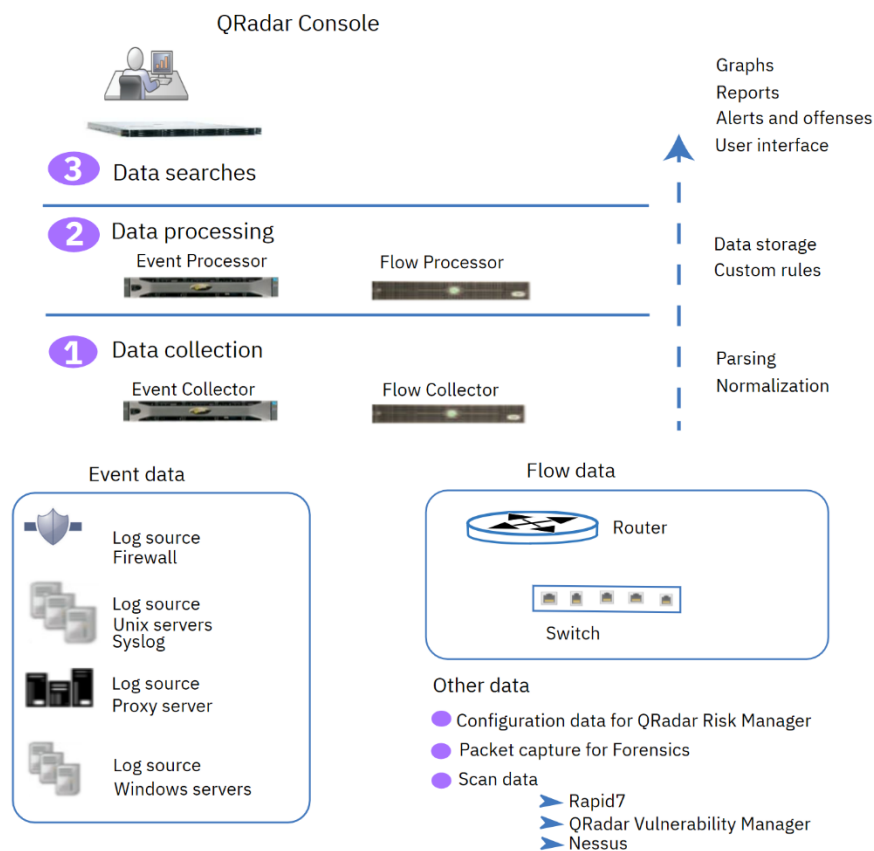 QRadar Console
Graphs
Reports
Alerts and offenses
User interface
3 Data searches
2 Data processing
Event Processor
Flow Processor
Data storage
Custom rules
1 Data collection
Event Collector
Flow Collector
Parsing
Normalization
Event data
Log source
Firewall
Log source
Unix servers
Syslog
Log source
Proxy server
Log source
Windows servers
Flow data
Router
Switch
Other data
Configuration data for QRadar Risk Manager
Packet capture for Forensics
Scan data
Rapid7
QRadar Vulnerability Manager
Nessus